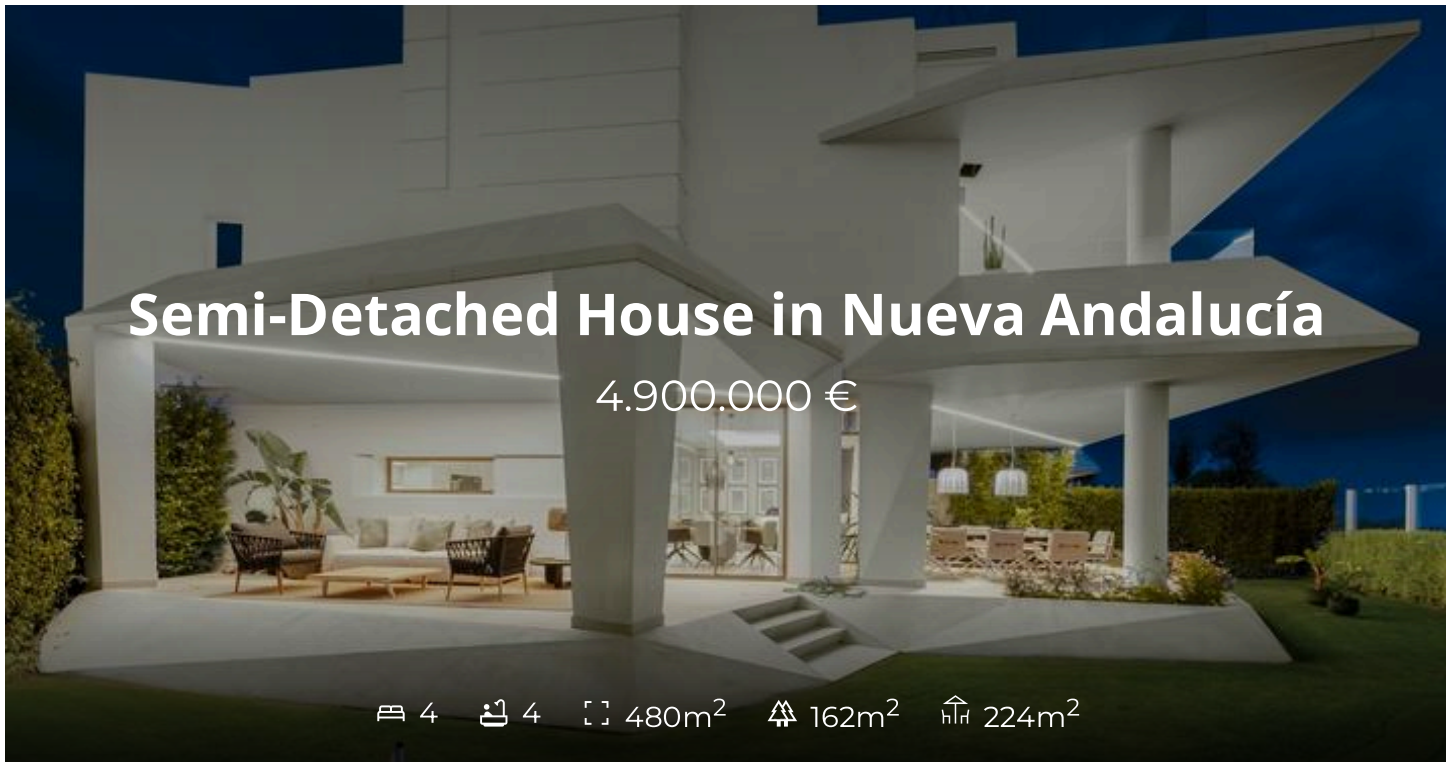 Semi-Detached House in Nueva Andalucía
4.900.000 €
4 4 480m² 162m² 224m²